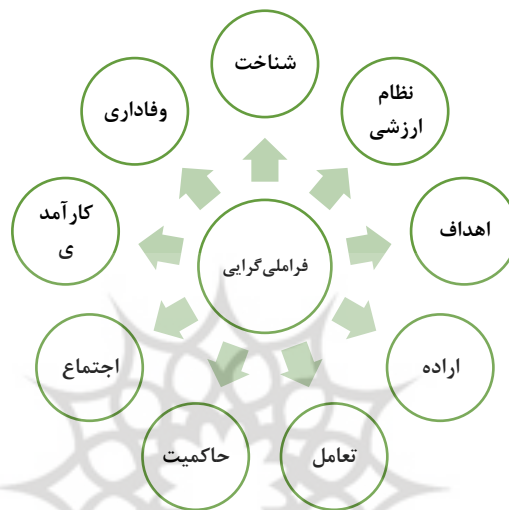 شناخت
نظام
ارزشی
اهداف
اراده
تعامل
حاکمیت
اجتماع
کارآمد
ی
وفاداری
فراملی‌گرایی